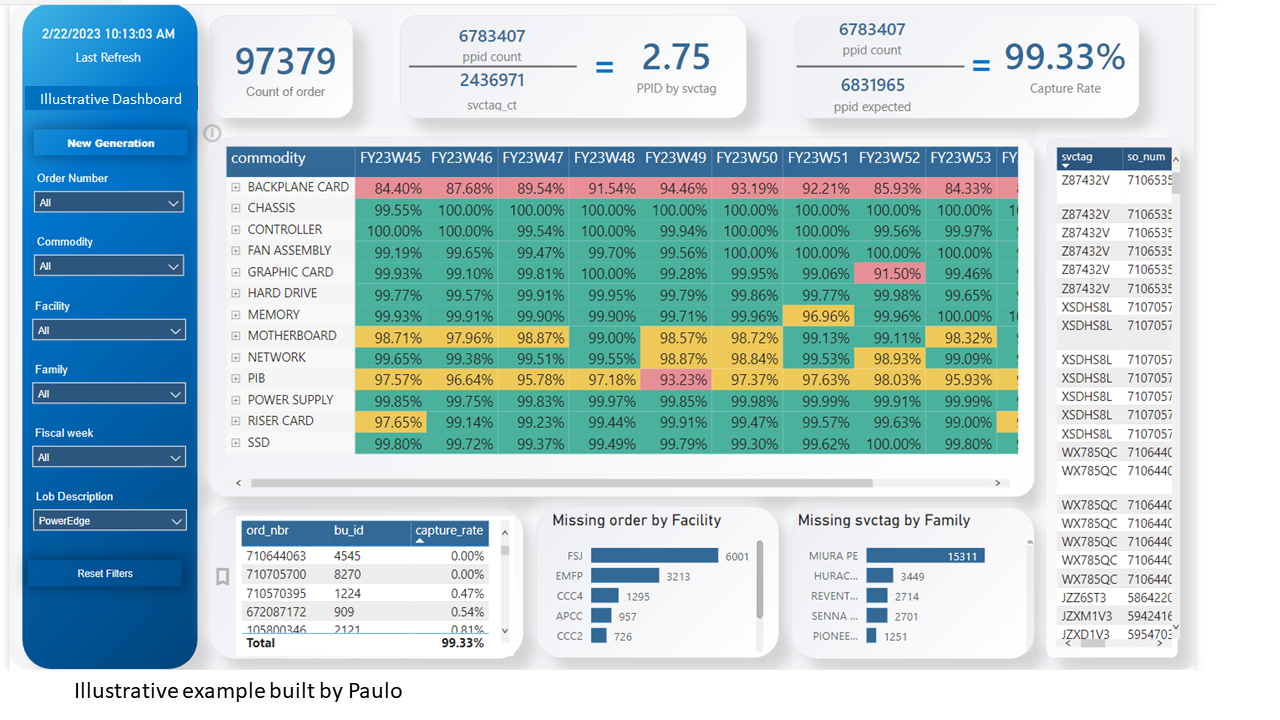 2/22/2023 10:13:03 AM
Last Refresh
Illustrative Dashboard
New Generation
Order Number
All
Commodity
All
Facility
All
Family
All
Fiscal week
All
Lob Description
PowerEdge
Reset Filters
97379
Count of order
6783407
ppid count
2436971
svctag_ct
=
2.75
PPID by svctag
6783407
ppid count
6831965
ppid expected
=
99.33%
Capture Rate
commodity FY23W45 FY23W46 FY23W47 FY23W48 FY23W49 FY23W50 FY23W51 FY23W52 FY23W53 FY
BACKPLANE CARD 84.40% 87.68% 89.54% 91.54% 94.46% 93.19% 92.21% 85.93% 84.33%
CHASSIS 99.55% 100.00% 100.00% 100.00% 100.00% 100.00% 100.00% 100.00% 100.00%
CONTROLLER 100.00% 100.00% 99.54% 100.00% 99.94% 100.00% 100.00% 99.56% 99.97%
FAN ASSEMBLY 99.19% 99.65% 99.47% 99.70% 99.56% 100.00% 100.00% 100.00% 100.00%
GRAPHIC CARD 99.93% 99.10% 99.81% 100.00% 99.28% 99.95% 99.06% 91.50% 99.46%
HARD DRIVE 99.77% 99.57% 99.91% 99.95% 99.79% 99.86% 99.77% 99.98% 99.65%
MEMORY 99.93% 99.91% 99.90% 99.90% 99.71% 99.96% 96.96% 99.96% 100.00%
MOTHERBOARD 98.71% 97.96% 98.87% 99.00% 98.57% 98.72% 99.13% 99.11% 98.32%
NETWORK 99.65% 99.38% 99.51% 99.55% 98.87% 98.84% 99.53% 98.93% 99.09%
PIB 97.57% 96.64% 95.78% 97.18% 93.23% 97.37% 97.63% 98.03% 95.93%
POWER SUPPLY 99.85% 99.75% 99.83% 99.97% 99.85% 99.98% 99.99% 99.91% 99.99%
RISER CARD 97.65% 99.14% 99.23% 99.44% 99.91% 99.47% 99.57% 99.63% 99.00%
SSD 99.80% 99.72% 99.37% 99.49% 99.79% 99.30% 99.62% 100.00% 99.80%
svctag so_num
Z87432V 7106535
Z87432V 7106535
Z87432V 7106535
Z87432V 7106535
Z87432V 7106535
Z87432V 7106535
XSDHS8L 7107057
XSDHS8L 7107057
XSDHS8L 7107057
XSDHS8L 7107057
XSDHS8L 7107057
XSDHS8L 7107057
XSDHS8L 7107057
WX785QC 7106440
WX785QC 7106440
WX785QC 7106440
WX785QC 7106440
WX785QC 7106440
WX785QC 7106440
WX785QC 7106440
JZZ6ST3 5864220
JZXM1V3 5942416
JZXD1V3 5954703
ord_nbr bu_id capture_rate
710644063 4545 0.00%
710705700 8270 0.00%
710570395 1224 0.47%
672087172 909 0.54%
105800346 2121 0.81%
Total 99.33%
Missing order by Facility
FSJ 6001
EMFP 3213
CCC4 1295
APCC 957
CCC2 726
Missing svctag by Family
MIURA PE 15311
HURAC... 3449
REVENT... 2714
SENNA ... 2701
PIONEE... 1251
Illustrative example built by Paulo